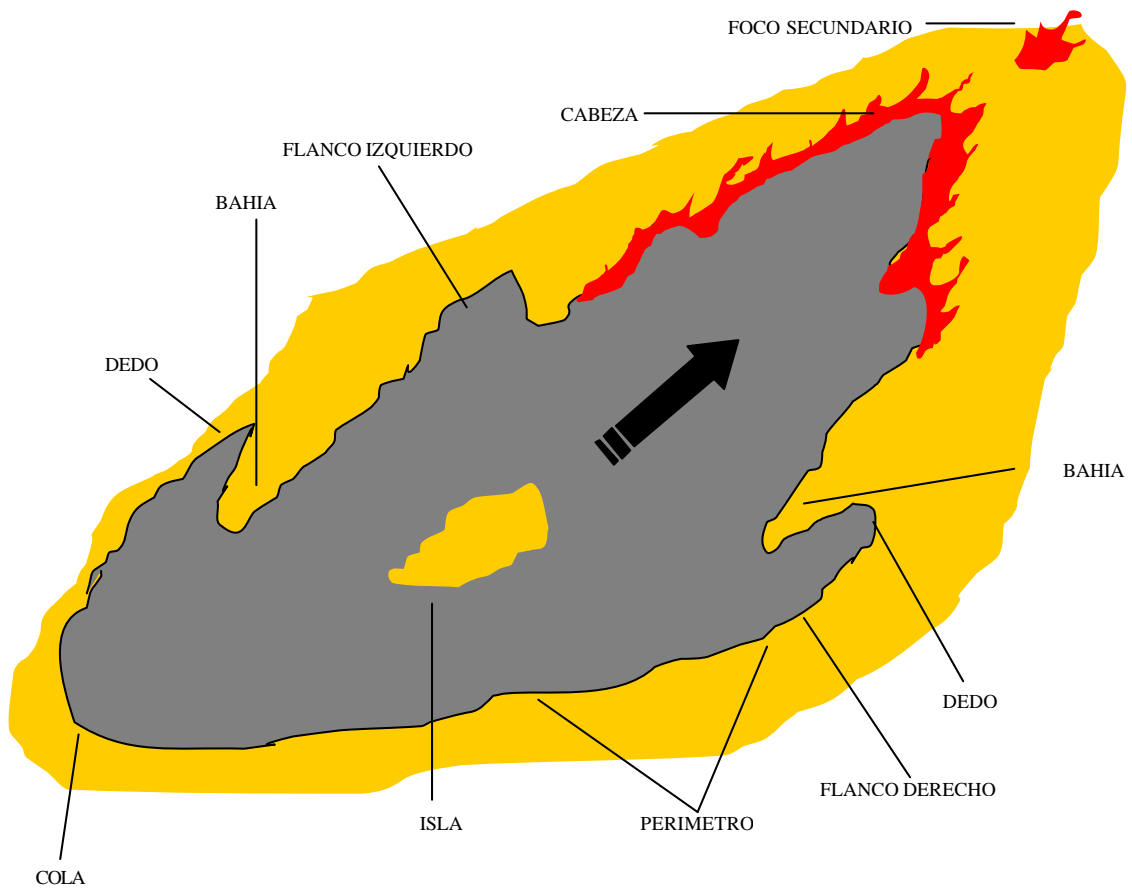 FOCO SECUNDARIO
CABEZA
FLANCO IZQUIERDO
BAHIA
DEDO
BAHIA
DEDO
FLANCO DERECHO
ISLA
PERIMETRO
COLA